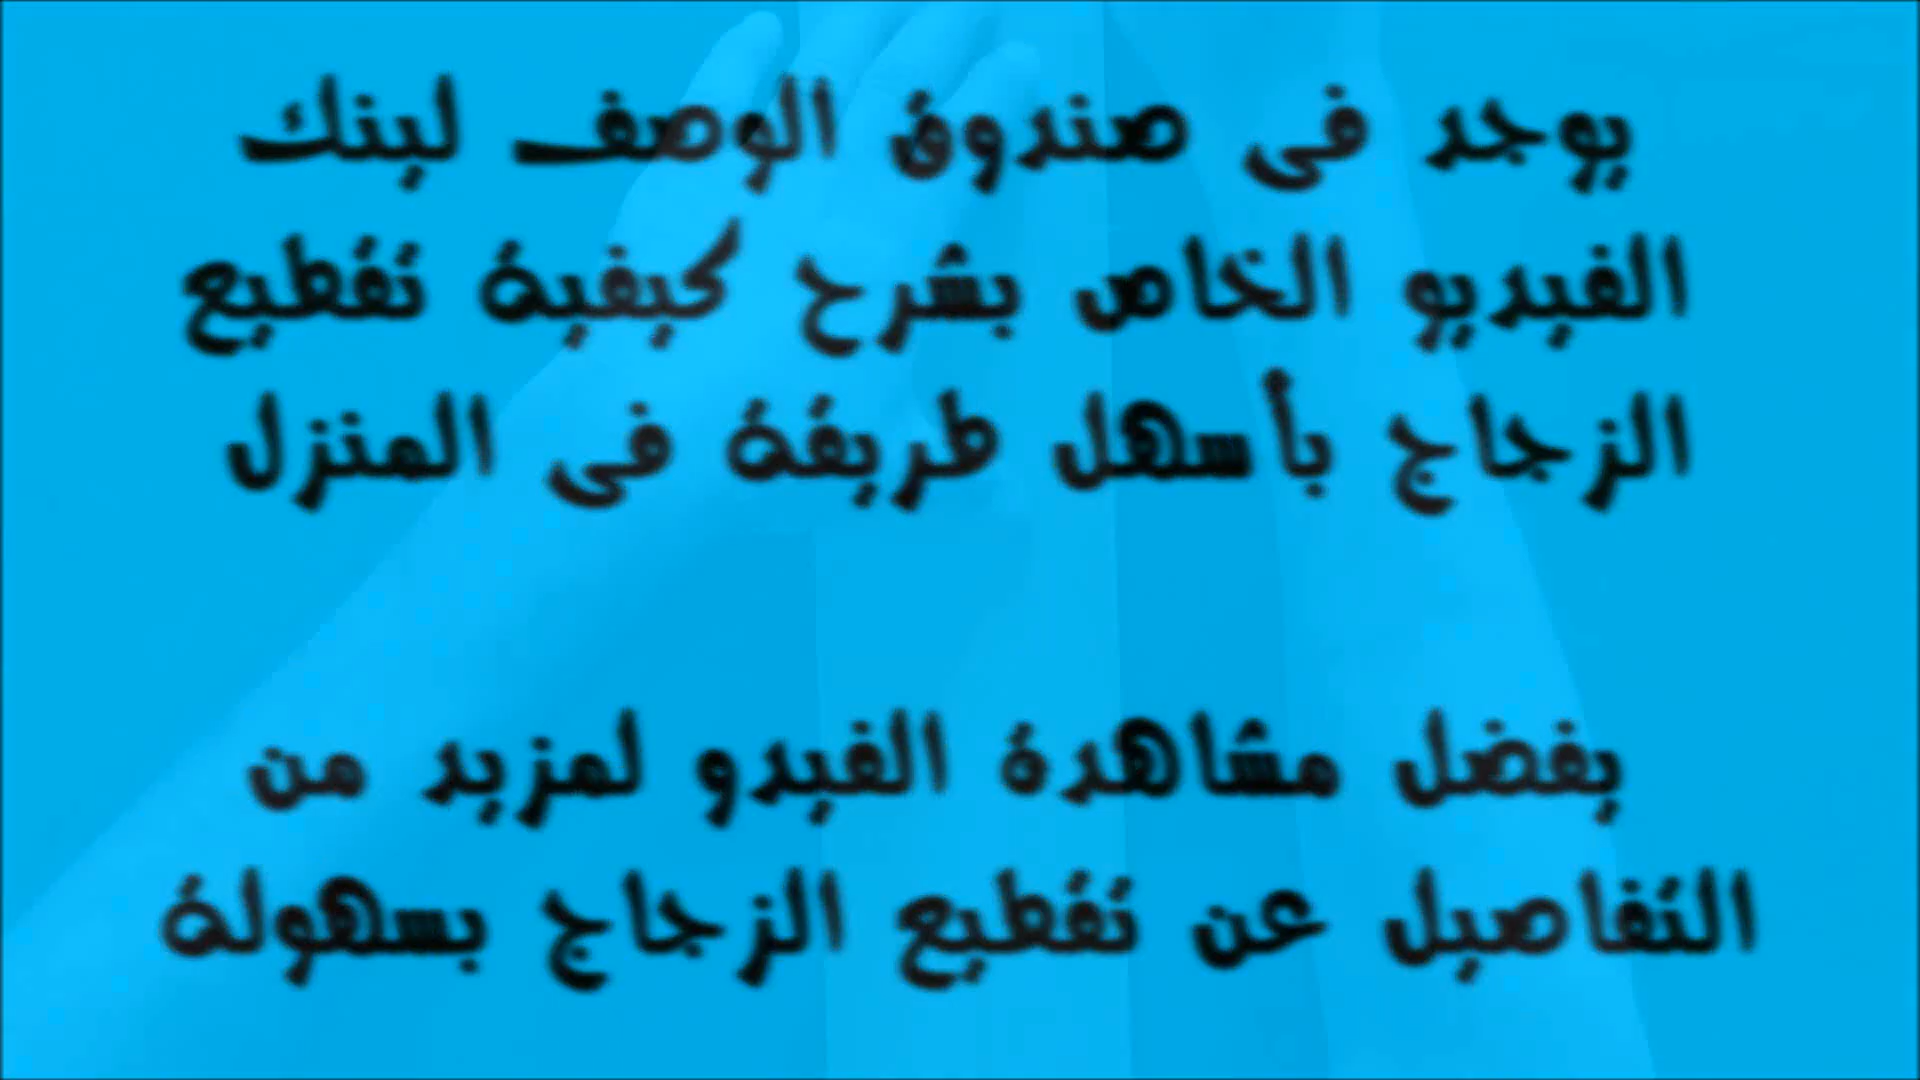 يوجد فى صندوق الوصف لينك
الفيديو الخاص بشرح كيفية تقطيع
الزجاج بأسهل طريقة فى المنزل
يفضل مشاهدة الفيدو لمزيد من
التفاصيل عن تقطيع الزجاج بسهولة